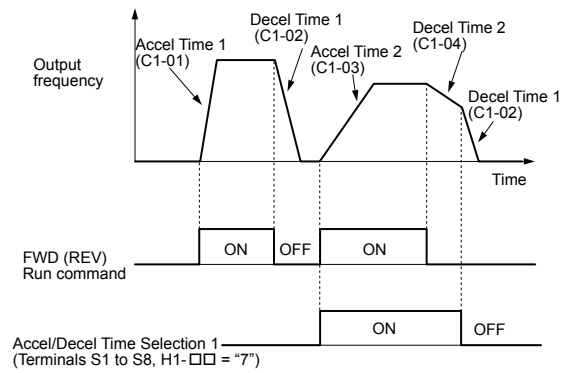 Output
frequency
Accel Time 1
(C1-01)
Decel Time 1
(C1-02)
Accel Time 2
(C1-03)
Decel Time 2
(C1-04)
Decel Time 1
(C1-02)
Time
FWD (REV)
Run command
ON
OFF
ON
Accel/Decel Time Selection 1
(Terminals S1 to S8, H1-□□ = “7”)
ON
OFF